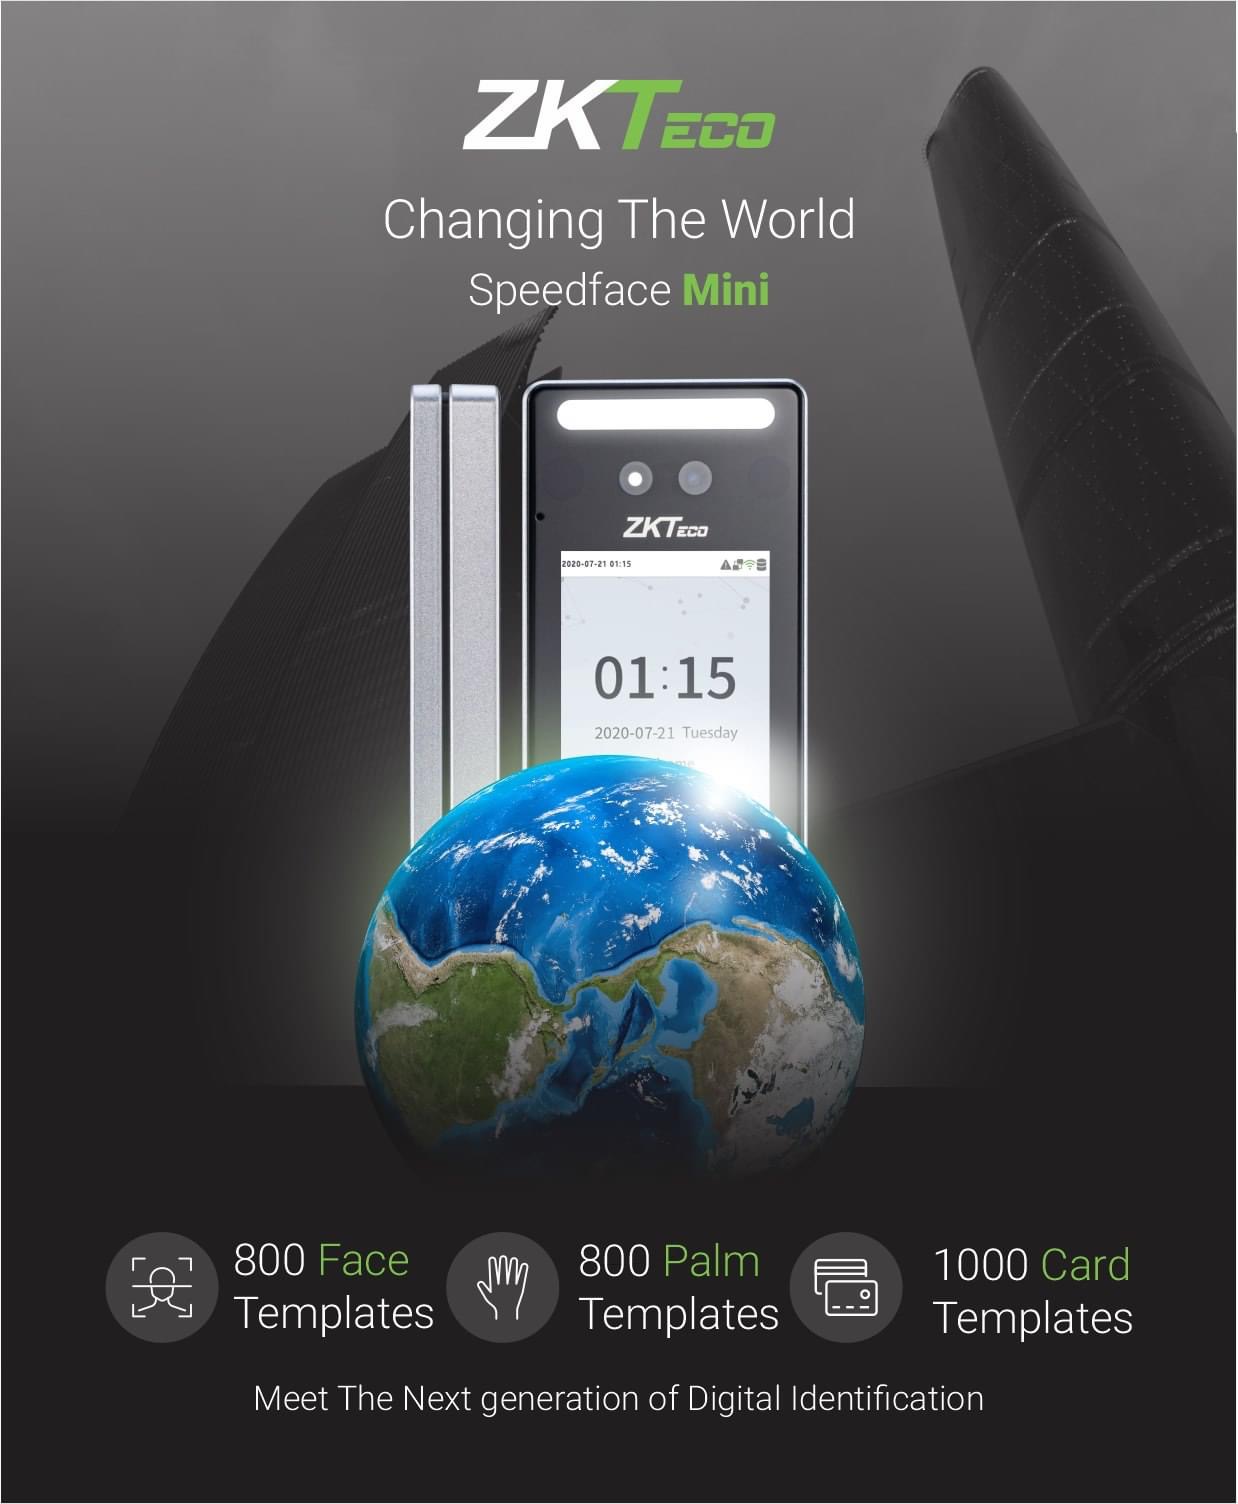 ZKTeco
Changing The World
Speedface Mini
ZKTeco
2020-07-21 01:15
01:15
2020-07-21 Tuesday
800 Face
Templates
800 Palm
Templates
1000 Card
Templates
Meet The Next generation of Digital Identification